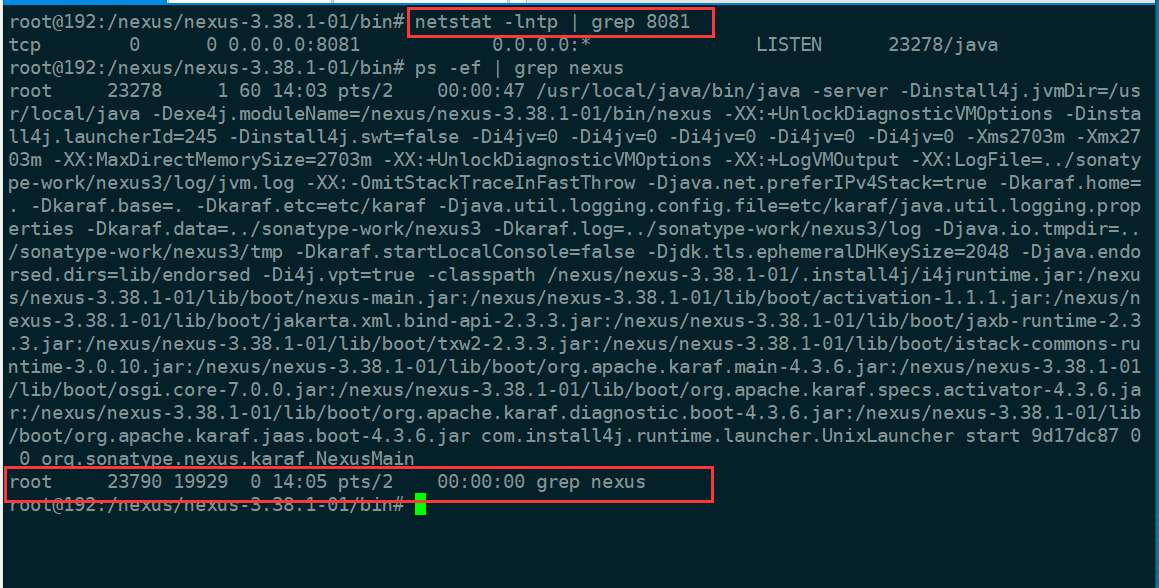 root@192:/nexus/nexus-3.38.1-01/bin# netstat -lntp | grep 8081
tcp        0      0 0.0.0.0:8081            0.0.0.0:*               LISTEN      23278/java
root@192:/nexus/nexus-3.38.1-01/bin# ps -ef | grep nexus
root     23278     1 60 14:03 pts/2    00:00:47 /usr/local/java/bin/java -server -Dinstall4j.jvmDir=/us
r/local/java -Dexe4j.moduleName=/nexus/nexus-3.38.1-01/bin/nexus -XX:+UnlockDiagnosticVMOptions -Dinsta
ll4j.launcherId=245 -Dinstall4j.swt=false -Di4jv=0 -Di4jv=0 -Di4jv=0 -Di4jv=0 -Di4jv=0 -Xms2703m -Xmx27
03m -XX:MaxDirectMemorySize=2703m -XX:+UnlockDiagnosticVMOptions -XX:+LogVMOutput -XX:LogFile=../sonaty
pe-work/nexus3/log/jvm.log -XX:-OmitStackTraceInFastThrow -Djava.net.preferIPv4Stack=true -Dkaraf.home=
. -Dkaraf.base=. -Dkaraf.etc=etc/karaf -Djava.util.logging.config.file=etc/karaf/java.util.logging.prop
erties -Dkaraf.data=../sonatype-work/nexus3 -Dkaraf.log=../sonatype-work/nexus3/log -Djava.io.tmpdir=..
/sonatype-work/nexus3/tmp -Dkaraf.startLocalConsole=false -Djdk.tls.ephemeralDHKeySize=2048 -Djava.endo
rsed.dirs=lib/endorsed -Di4j.vpt=true -classpath /nexus/nexus-3.38.1-01/.install4j/i4jruntime.jar:/nexu
s/nexus-3.38.1-01/lib/boot/nexus-main.jar:/nexus/nexus-3.38.1-01/lib/boot/activation-1.1.1.jar:/nexus/n
exus-3.38.1-01/lib/boot/jakarta.xml.bind-api-2.3.3.jar:/nexus/nexus-3.38.1-01/lib/boot/jaxb-runtime-2.3
.3.jar:/nexus/nexus-3.38.1-01/lib/boot/txw2-2.3.3.jar:/nexus/nexus-3.38.1-01/lib/boot/istack-commons-ru
ntime-3.0.10.jar:/nexus/nexus-3.38.1-01/lib/boot/org.apache.karaf.main-4.3.6.jar:/nexus/nexus-3.38.1-01
/lib/boot/osgi.core-7.0.0.jar:/nexus/nexus-3.38.1-01/lib/boot/org.apache.karaf.specs.activator-4.3.6.ja
r:/nexus/nexus-3.38.1-01/lib/boot/org.apache.karaf.diagnostic.boot-4.3.6.jar:/nexus/nexus-3.38.1-01/lib
/boot/org.apache.karaf.jaas.boot-4.3.6.jar com.install4j.runtime.launcher.UnixLauncher start 9d17dc87 0
 0 org.sonatype.nexus.karaf.NexusMain
root     23790 19929  0 14:05 pts/2    00:00:00 grep nexus
root@192:/nexus/nexus-3.38.1-01/bin#